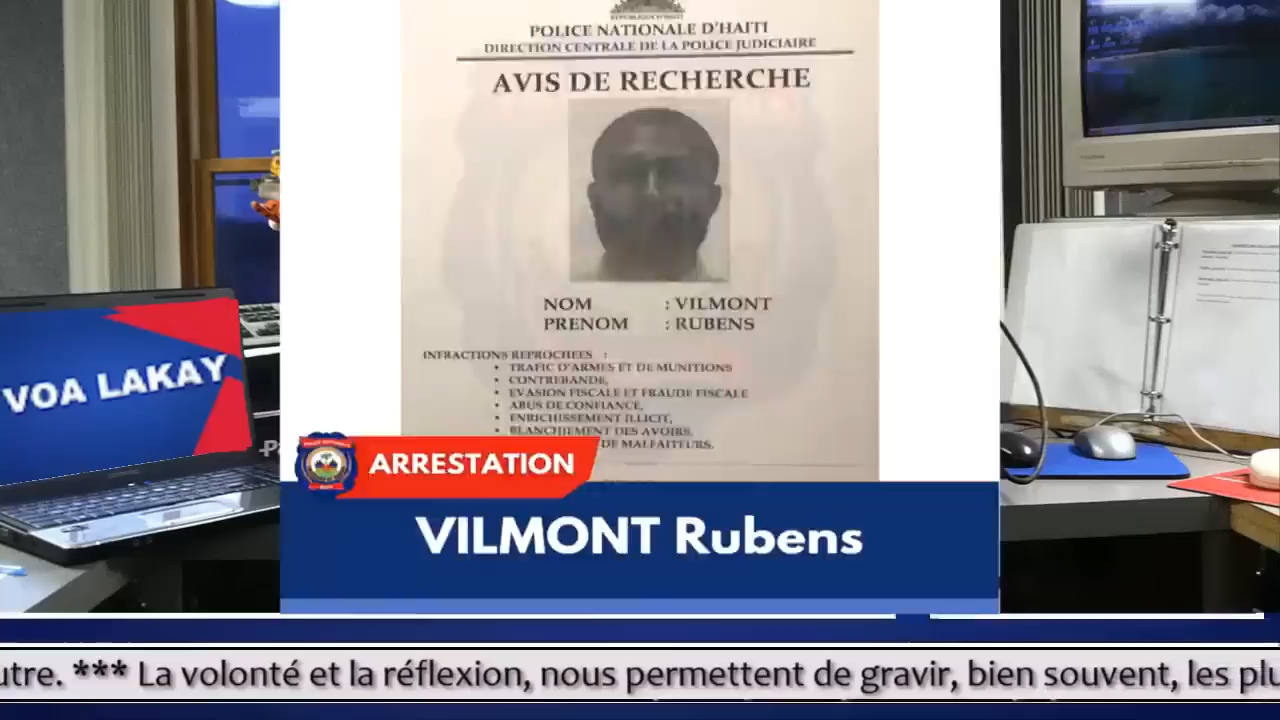 REPUBLIQUE D'HAITI
POLICE NATIONALE D'HAITI
DIRECTION CENTRALE DE LA POLICE JUDICIAIRE
AVIS DE RECHERCHE
NOM : VILMONT
PRENOM : RUBENS
INFRACTIONS REPROCHEES :
• TRAFIC D'ARMES ET DE MUNITIONS
• CONTREBANDE,
• EVASION FISCALE ET FRAUDE FISCALE
• ABUS DE CONFIANCE,
• ENRICHISSEMENT ILLICIT,
• BLANCHIEMENT DES AVOIRS,
DE MALFAITEURS.
VOA LAKAY
ARRESTATION
VILMONT Rubens
utre. *** La volonté et la réflexion, nous permettent de gravir, bien souvent, les plu